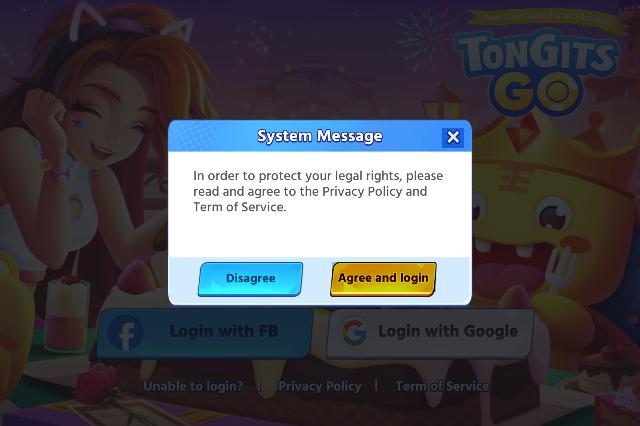 Best Card Game for all Filipinos
TONGITS
GO
System Message
In order to protect your legal rights, please
read and agree to the Privacy Policy and
Term of Service.
Disagree
Agree and login
Login with FB
Login with Google
Unable to login? | Privacy Policy | Term of Service